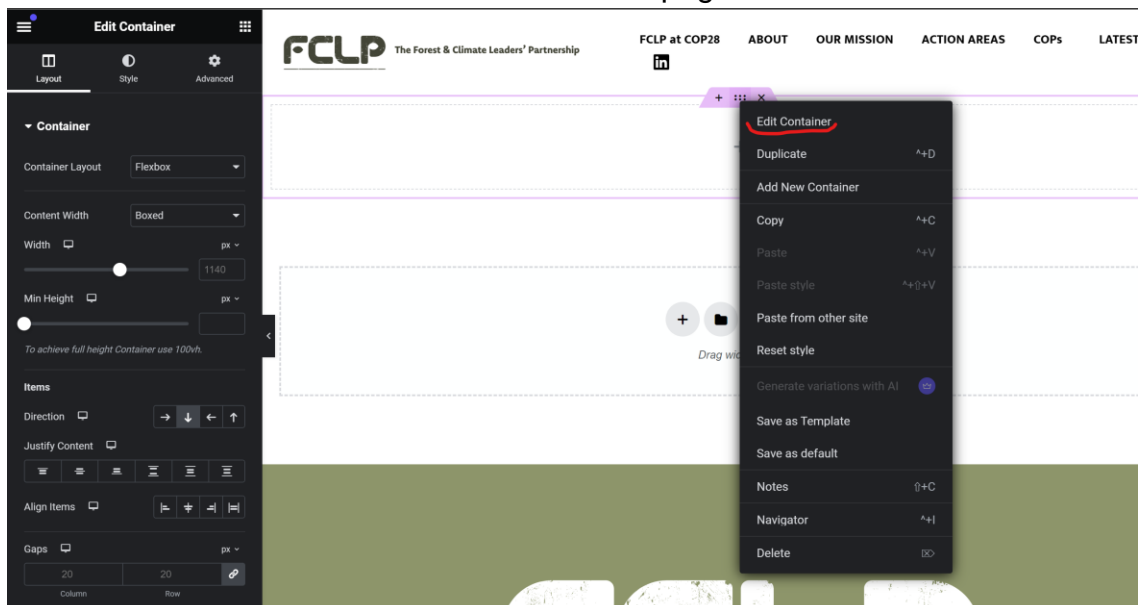 pag
Edit Container
Layout
Style
Advanced
Container
Container Layout
Flexbox
Content Width
Boxed
Width
px
1140
Min Height
px
To achieve full height Container use 100vh.
Items
Direction
Justify Content
Align Items
Gaps
px
20
20
Column
Row
FCLP
The Forest & Climate Leaders' Partnership
FCLP at COP28
ABOUT
OUR MISSION
ACTION AREAS
COPs
LATEST
in
Edit Container
Duplicate ^+D
Add New Container
Copy ^+C
Paste ^+V
Paste style ^+⇧+V
Paste from other site
Reset style
Generate variations with AI
Save as Template
Save as default
Notes ⇧+C
Navigator ^+I
Delete ⌦
Drag wid